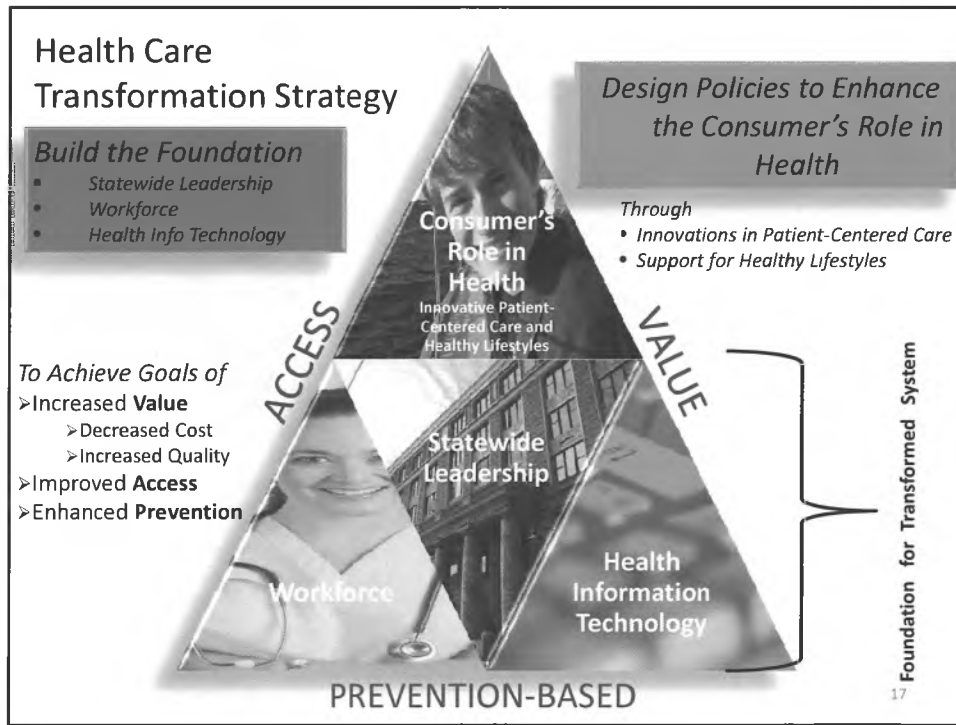 Health Care
Transformation Strategy
Build the Foundation
▪ Statewide Leadership
• Workforce
• Health Info Technology
Design Policies to Enhance
the Consumer's Role in
Health
Through
• Innovations in Patient-Centered Care
• Support for Healthy Lifestyles
To Achieve Goals of
➢Increased Value
➢Decreased Cost
➢Increased Quality
➢Improved Access
➢Enhanced Prevention
ACCESS
VALUE
Consumer's
Role in
Health
Innovative Patient-
Centered Care and
Healthy Lifestyles
Statewide
Leadership
Workforce
Health
Information
Technology
PREVENTION-BASED
Foundation for Transformed System
17